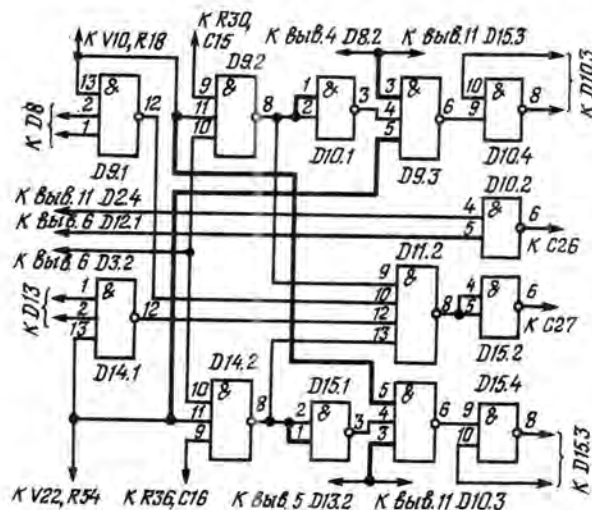 К V10, R18
К R30,
C15
К выв.4 D8.2
К выв.11 D15.3
D9.2
13 & 12
2
1
К D8
D9.1
9 & 8
11
10
1 & 3
2
D10.1
3 & 6
4
5
D9.3
10 & 8
9
D10.4
К D10.3
К выв. 11 D2.4
К выв. 6 D12.1
К выв. 6 D3.2
D10.2
4 & 6
5
К C26
D11.2
9 & 8
10
12
13
4 & 6
5
К C27
D15.2
К D13
1 & 12
2
13
D14.1
D14.2
10 & 8
11
9
D15.1
2 & 3
1
5 & 6
4
3
D15.4
9 & 8
10
К D15.3
К V22, R54
К R36, C16
К выв. 5 D13.2
К выв. 11 D10.3